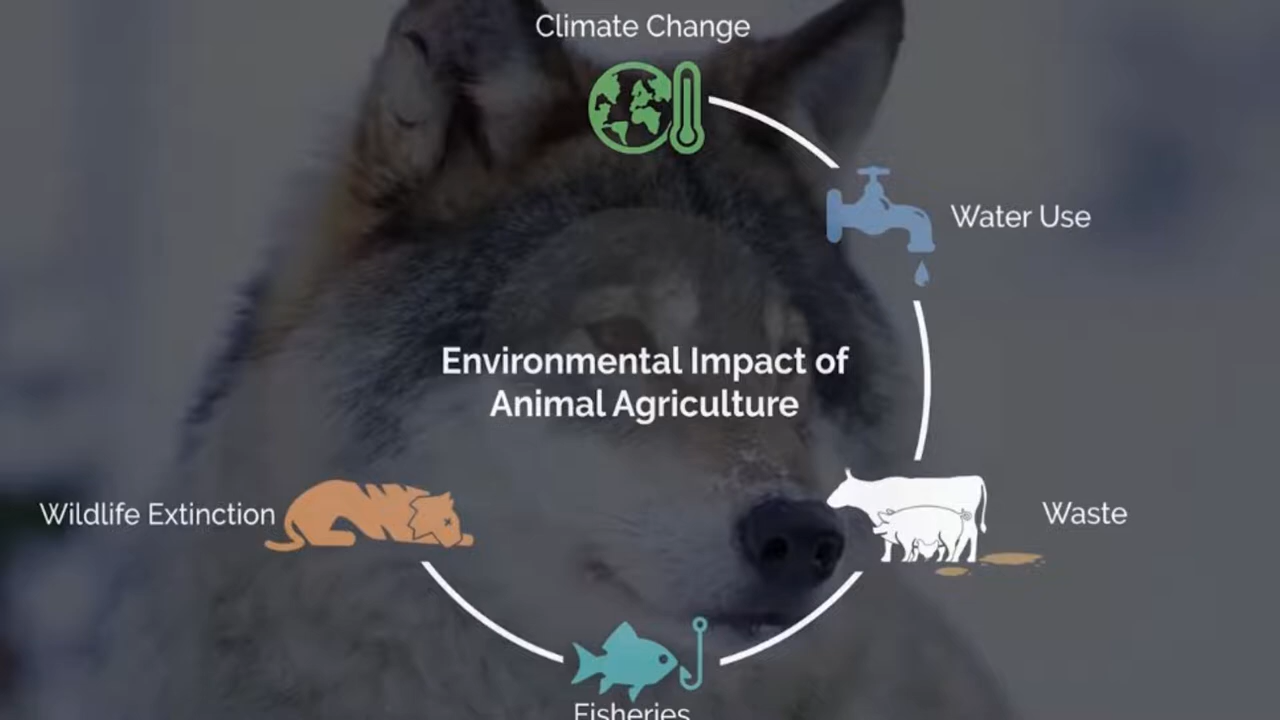 Climate Change
Water Use
Environmental Impact of
Animal Agriculture
Wildlife Extinction
Waste
Fisheries